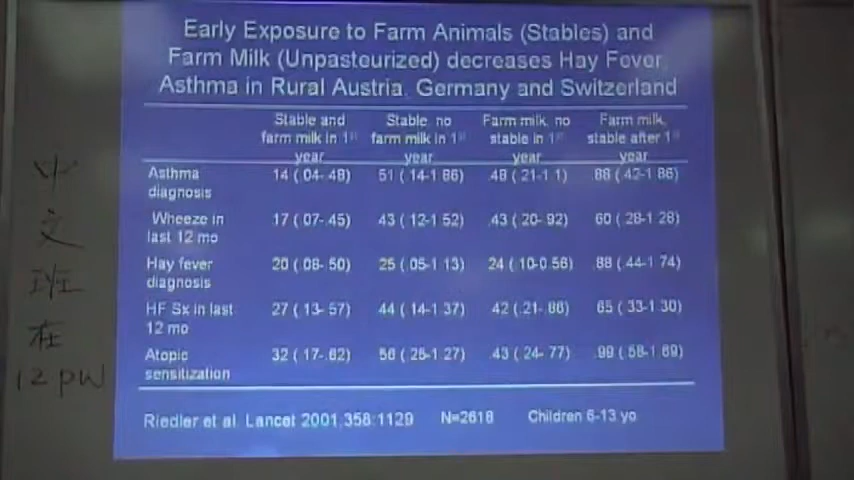 Early Exposure to Farm Animals (Stables) and
Farm Milk (Unpasteurized) decreases Hay Fever,
Asthma in Rural Austria, Germany and Switzerland
Stable and farm milk in 1st year
Stable, no farm milk in 1st year
Farm milk, no stable in 1st year
Farm milk, stable after 1st year
Asthma diagnosis .14 (.04-.48) .51 (.14-1.86) .48 (.21-1.1) .88 (.42-1.86)
Wheeze in last 12 mo .17 (.07-.45) .43 (.12-1.52) .43 (.20-.92) .60 (.28-1.28)
Hay fever diagnosis .20 (.08-.50) .25 (.05-1.13) .24 (.10-0.56) .88 (.44-1.74)
HF Sx in last 12 mo .27 (.13-.57) .44 (.14-1.37) .42 (.21-.86) .65 (.33-1.30)
Atopic sensitization .32 (.17-.62) .56 (.25-1.27) .43 (.24-.77) .99 (.58-1.69)
Riedler et al. Lancet 2001,358:1129 N=2618 Children 6-13 yo
中
文
班
在
12 pm